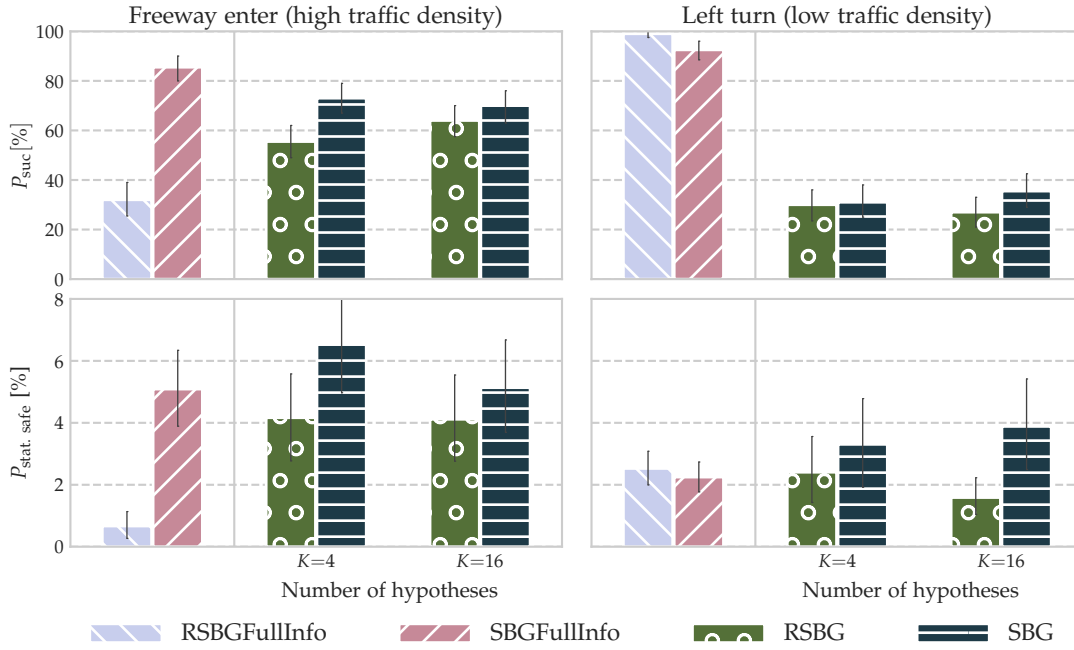 Freeway enter (high traffic density)
Left turn (low traffic density)
P_suc [%]
100
80
60
40
20
0
P_stat. safe [%]
8
6
4
2
0
K=4
K=16
K=4
K=16
Number of hypotheses
Number of hypotheses
RSBGFullInfo
SBGFullInfo
RSBG
SBG